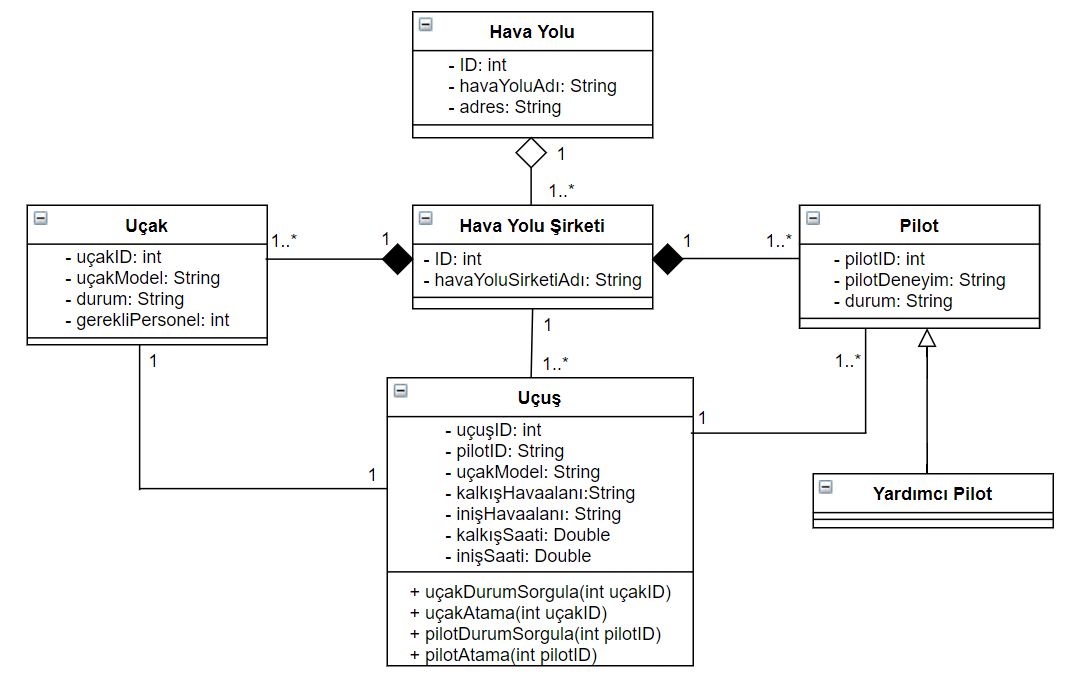 Hava Yolu
- ID: int
- havaYoluAdı: String
- adres: String
1
1..*
Uçak
- uçakID: int
- uçakModel: String
- durum: String
- gerekliPersonel: int
1..*
1
Hava Yolu Şirketi
- ID: int
- havaYoluSirketiAdı: String
1
1..*
Pilot
- pilotID: int
- pilotDeneyim: String
- durum: String
1
1..*
1
1
1..*
1
Uçuş
- uçuşID: int
- pilotID: String
- uçakModel: String
- kalkışHavaalanı:String
- inişHavaalanı: String
- kalkışSaati: Double
- inişSaati: Double
+ uçakDurumSorgula(int uçakID)
+ uçakAtama(int uçakID)
+ pilotDurumSorgula(int pilotID)
+ pilotAtama(int pilotID)
Yardımcı Pilot